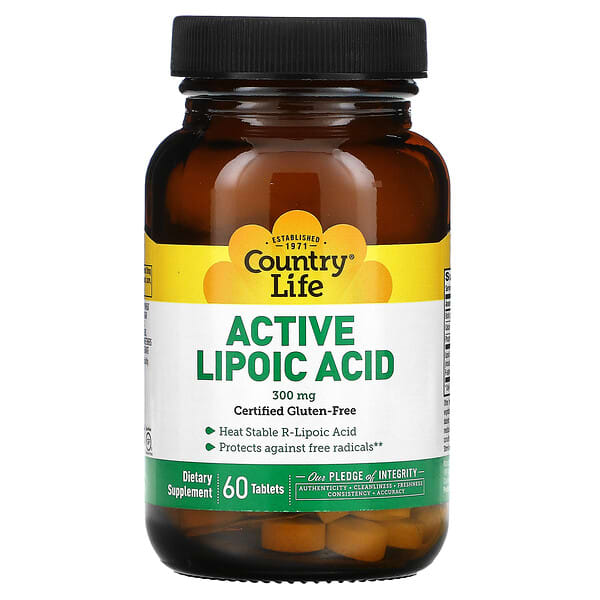 ESTABLISHED
1971
Country®
Life
ACTIVE
LIPOIC ACID
300 mg
Certified Gluten-Free
Heat Stable R-Lipoic Acid
Protects against free radicals**
Dietary
Supplement
60 Tablets
Our PLEDGE of INTEGRITY
AUTHENTICITY • CLEANLINESS • FRESHNESS
CONSISTENCY • ACCURACY